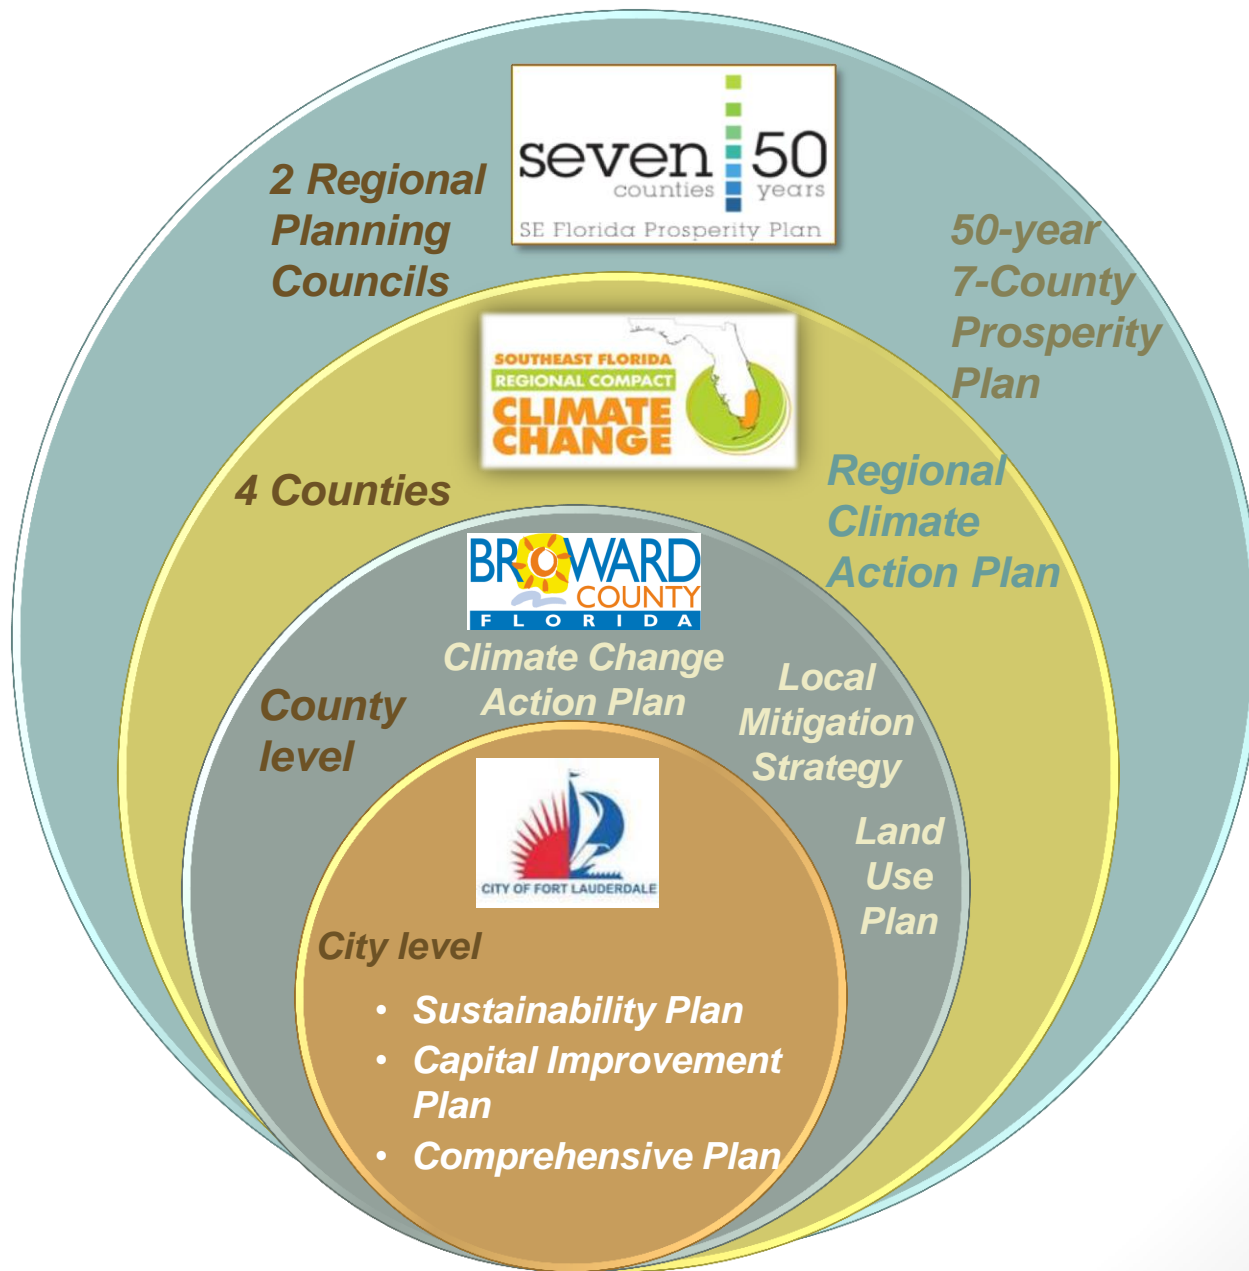 seven 50
counties years
SE Florida Prosperity Plan
2 Regional
Planning
Councils
50-year
7-County
Prosperity
Plan
SOUTHEAST FLORIDA
REGIONAL COMPACT
CLIMATE
CHANGE
4 Counties
Regional
Climate
Action Plan
BROWARD
COUNTY
FLORIDA
Climate Change
Action Plan
County
level
Local
Mitigation
Strategy
Land
Use
Plan
CITY OF FORT LAUDERDALE
City level
• Sustainability Plan
• Capital Improvement
Plan
• Comprehensive Plan